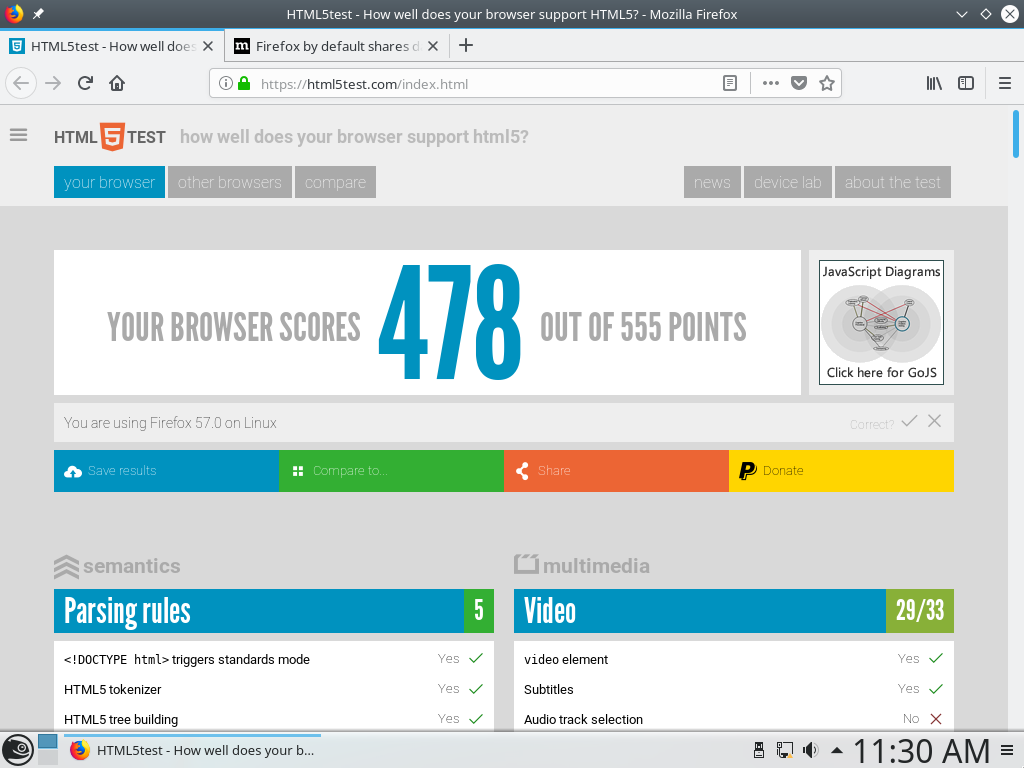 HTML5test - How well does your browser support HTML5? - Mozilla Firefox
HTML5test - How well does
Firefox by default shares d
https://html5test.com/index.html
HTML 5 TEST how well does your browser support html5?
your browser other browsers compare news device lab about the test
YOUR BROWSER SCORES 478 OUT OF 555 POINTS
JavaScript Diagrams
Click here for GoJS
You are using Firefox 57.0 on Linux Correct?
Save results Compare to... Share Donate
semantics
Parsing rules 5
<!DOCTYPE html> triggers standards mode Yes
HTML5 tokenizer Yes
HTML5 tree building Yes
multimedia
Video 29/33
video element Yes
Subtitles Yes
Audio track selection No
HTML5test - How well does your b...
11:30 AM